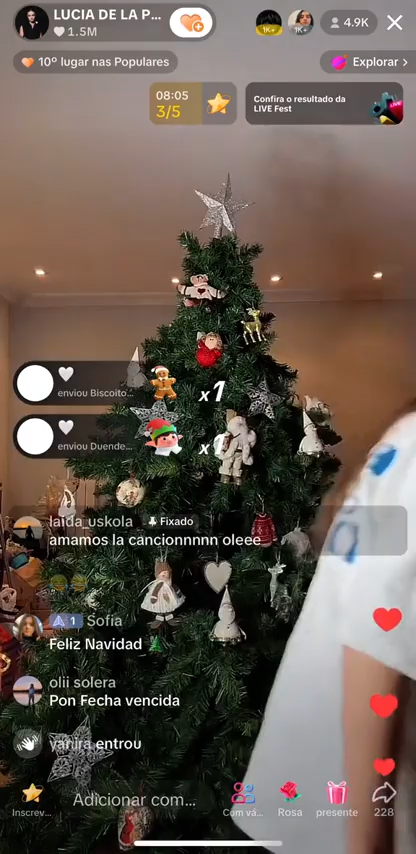 LUCIA DE LA P...
1.5M
1K+
1K+
4.9K
10º lugar nas Populares
Explorar
08:05
3/5
Confira o resultado da
LIVE Fest
enviou Biscoito...
x1
enviou Duende...
x1
laida_uskola Fixado
amamos la cancionnnnn oleee
1 Sofia
Feliz Navidad
olii solera
Pon Fecha vencida
yanira entrou
Adicionar com...
Inscrev...
Com vá...
Rosa
presente
228